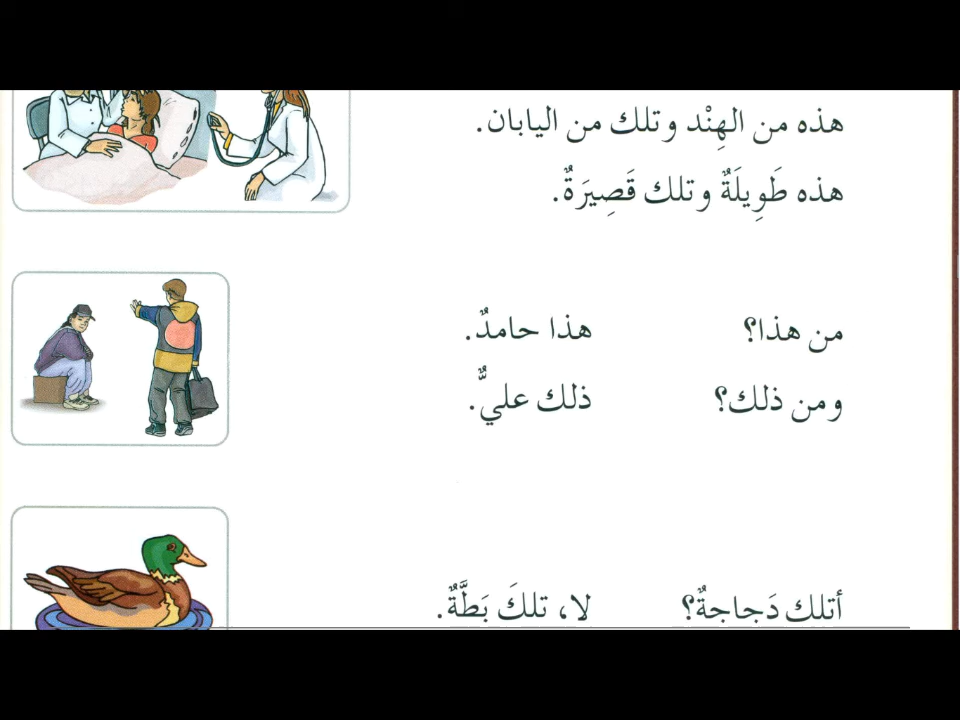 هذه من الهِنْد وتلك من اليابان.
هذه طَوِيلَةٌ وتلك قَصِيرَةٌ.
من هذا؟ هذا حامدٌ.
ومن ذلك؟ ذلك عليٌّ.
أتلك دَجاجةٌ؟ لا، تلكَ بَطَّةٌ.